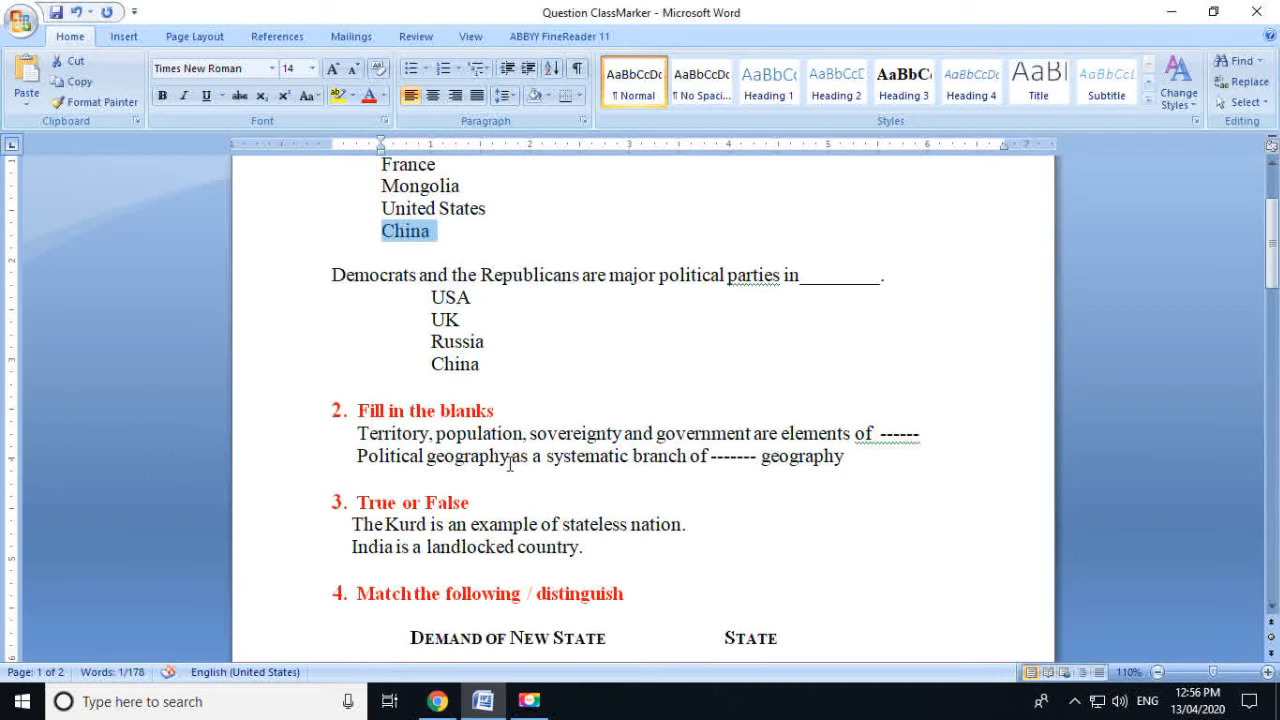 Question ClassMarker - Microsoft Word
Home Insert Page Layout References Mailings Review View ABBYY FineReader 11
Paste
Cut
Copy
Format Painter
Clipboard
Times New Roman 14
Font
Paragraph
AaBbCcDc AaBbCcDc AaBbC AaBbCcD AaBbC AaBbCcDc AaBbl AaBbCcDc
¶ Normal ¶ No Spaci... Heading 1 Heading 2 Heading 3 Heading 4 Title Subtitle
Change Styles
Styles
Find
Replace
Select
Editing
France
Mongolia
United States
China
Democrats and the Republicans are major political parties in________.
USA
UK
Russia
China
2. Fill in the blanks
Territory, population, sovereignty and government are elements of ------
Political geography as a systematic branch of ------- geography
3. True or False
The Kurd is an example of stateless nation.
India is a landlocked country.
4. Match the following / distinguish
DEMAND OF NEW STATE STATE
Page: 1 of 2 Words: 1/178 English (United States) 110%
Type here to search
ENG
12:56 PM
13/04/2020